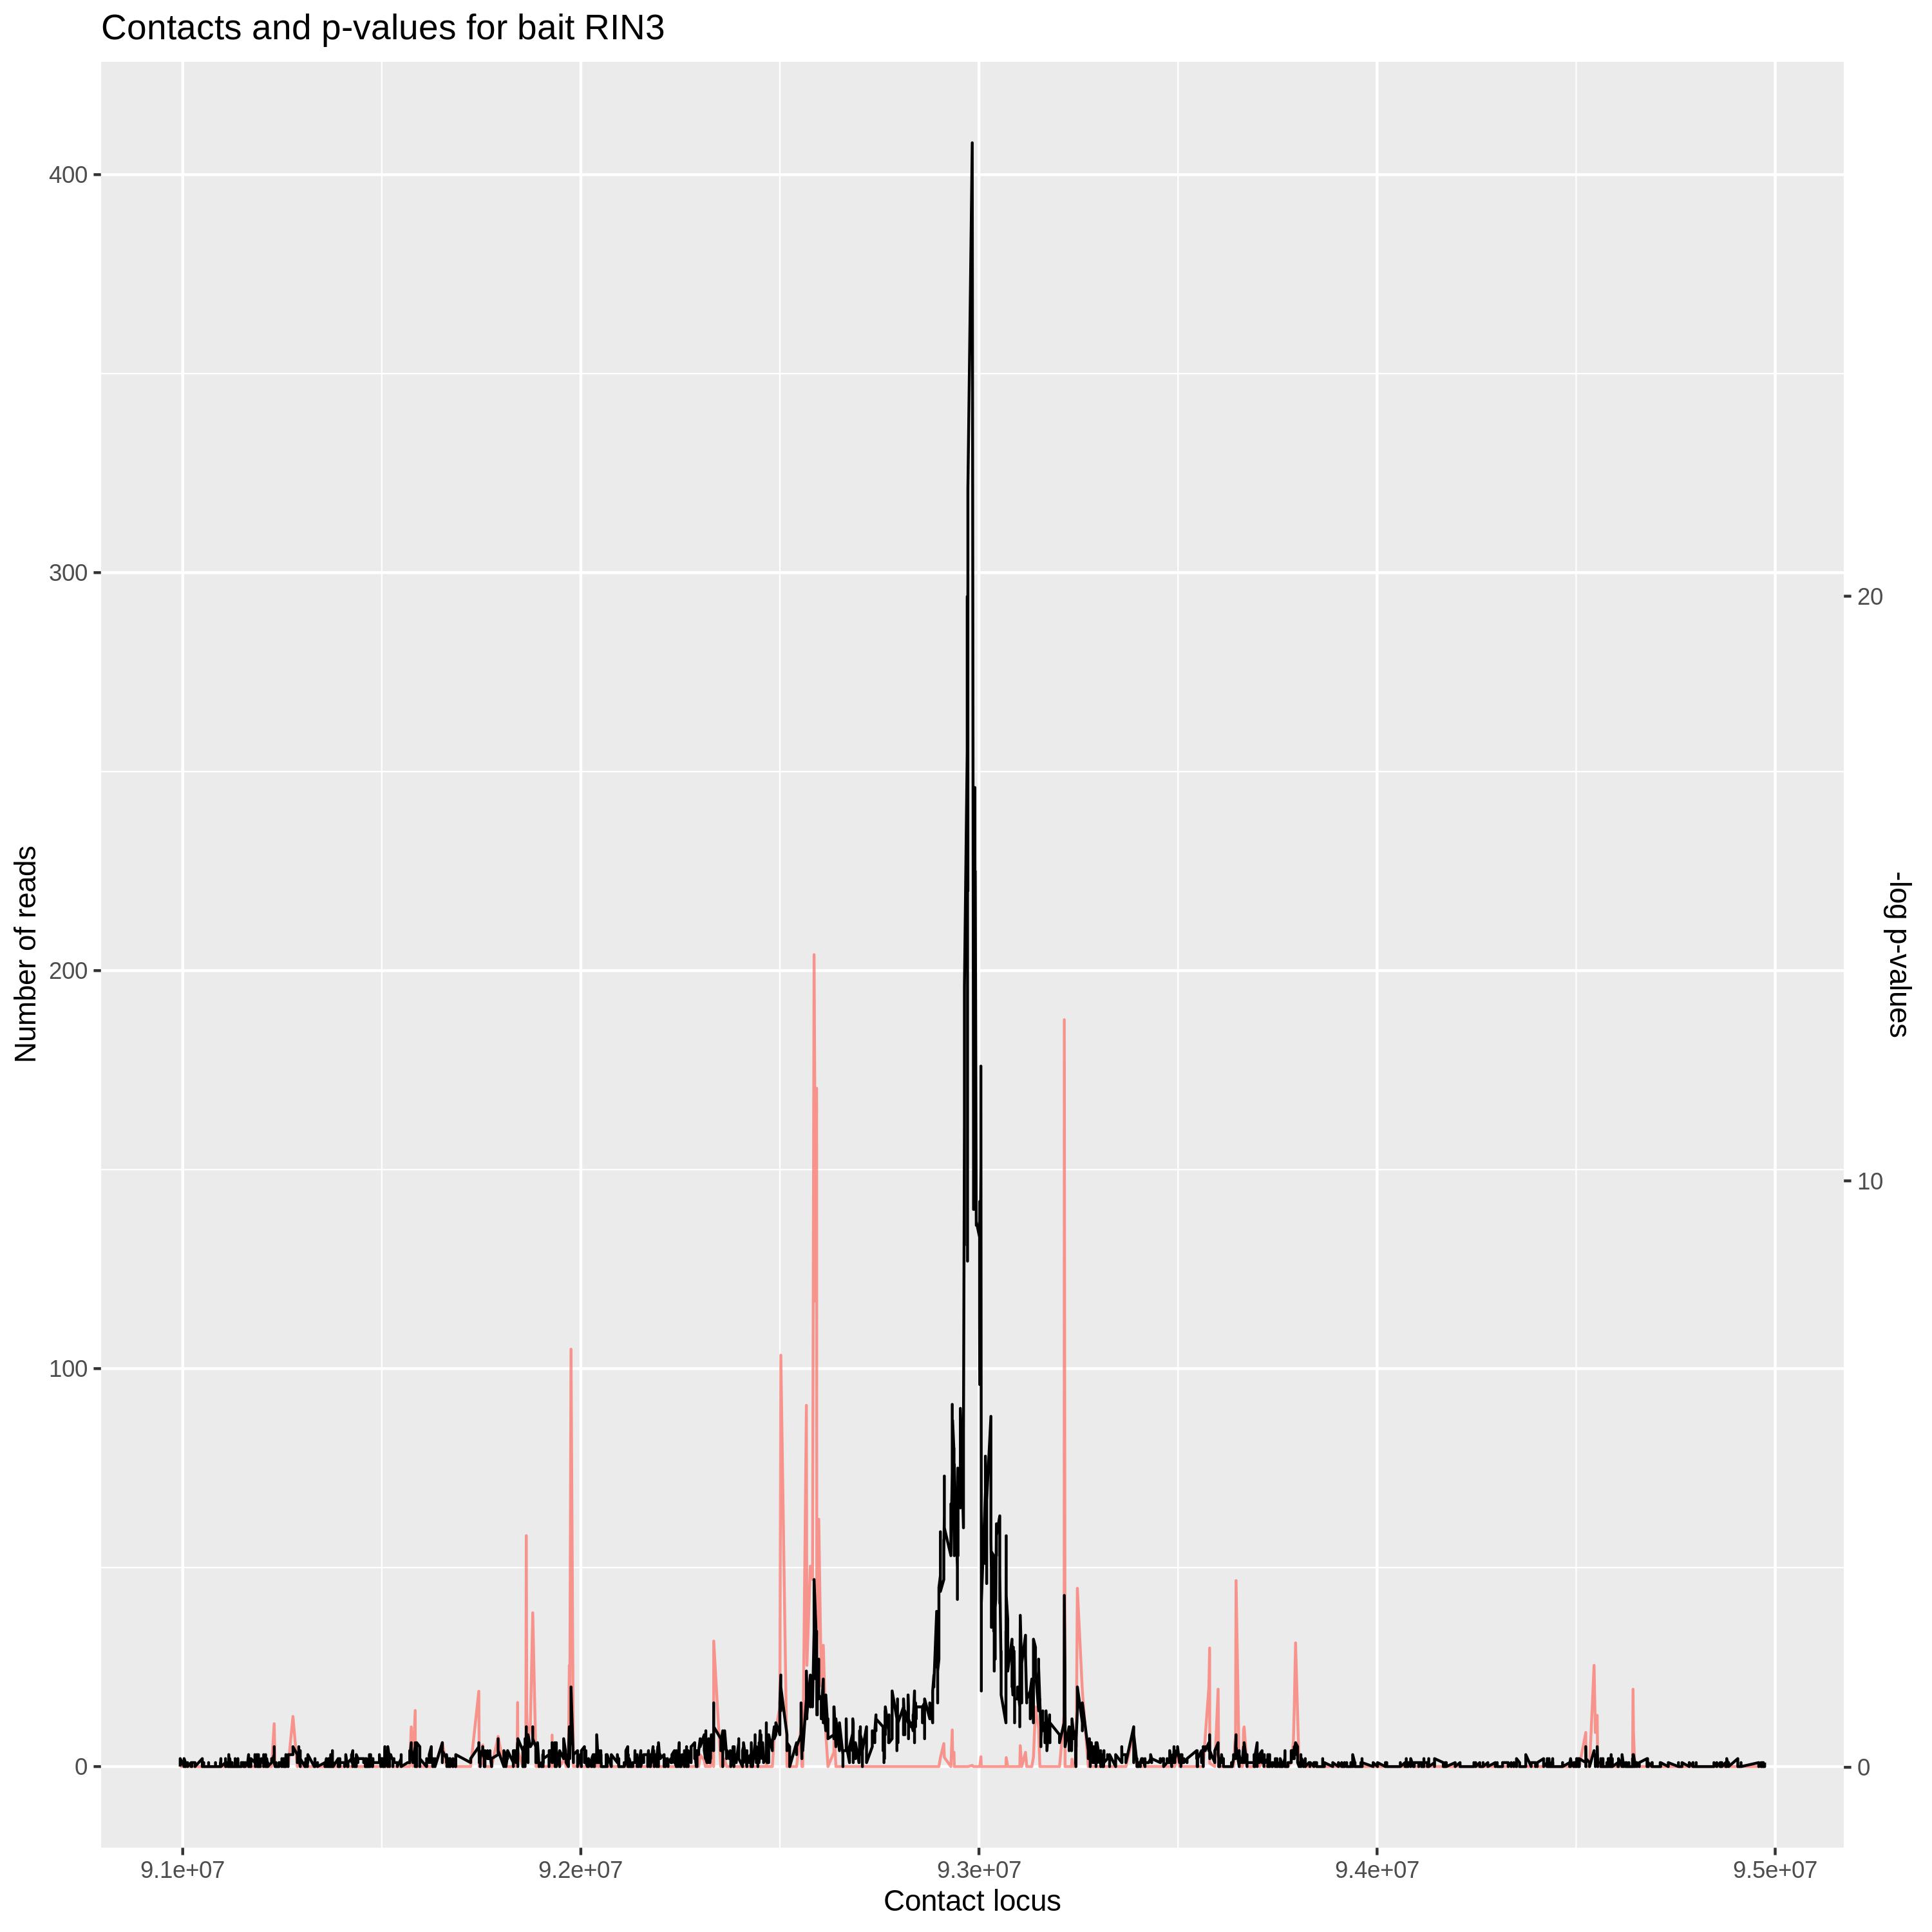 Contacts and p-values for bait RIN3
400
300
200
100
0
Number of reads
20
10
0
-log p-values
9.1e+07 9.2e+07 9.3e+07 9.4e+07 9.5e+07
Contact locus